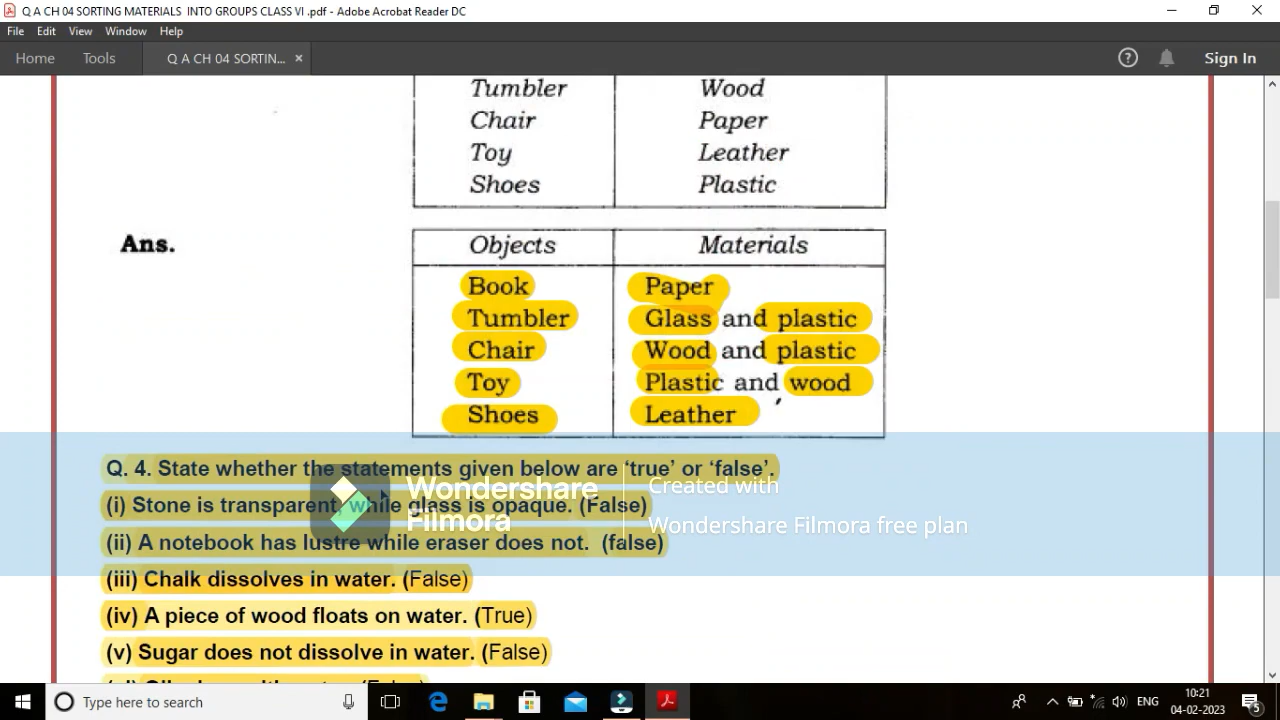 Q A CH 04 SORTING MATERIALS INTO GROUPS CLASS VI .pdf - Adobe Acrobat Reader DC
File Edit View Window Help
Home Tools Q A CH 04 SORTIN... × Sign In
Tumbler Wood
Chair Paper
Toy Leather
Shoes Plastic
Ans. Objects Materials
Book Paper
Tumbler Glass and plastic
Chair Wood and plastic
Toy Plastic and wood
Shoes Leather
Q. 4. State whether the statements given below are ‘true’ or ‘false’.
(i) Stone is transparent, while glass is opaque. (False)
(ii) A notebook has lustre while eraser does not. (false)
Wondershare
Filmora
Created with
Wondershare Filmora free plan
(iii) Chalk dissolves in water. (False)
(iv) A piece of wood floats on water. (True)
(v) Sugar does not dissolve in water. (False)
Type here to search
ENG
10:21
04-02-2023
5